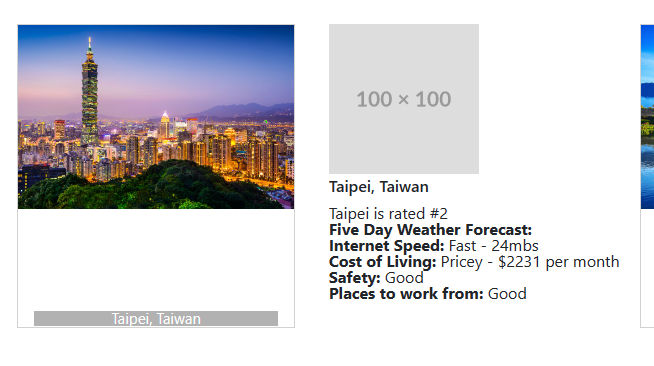 Taipei, Taiwan
100 × 100
Taipei, Taiwan
Taipei is rated #2
Five Day Weather Forecast:
Internet Speed: Fast - 24mbs
Cost of Living: Pricey - $2231 per month
Safety: Good
Places to work from: Good